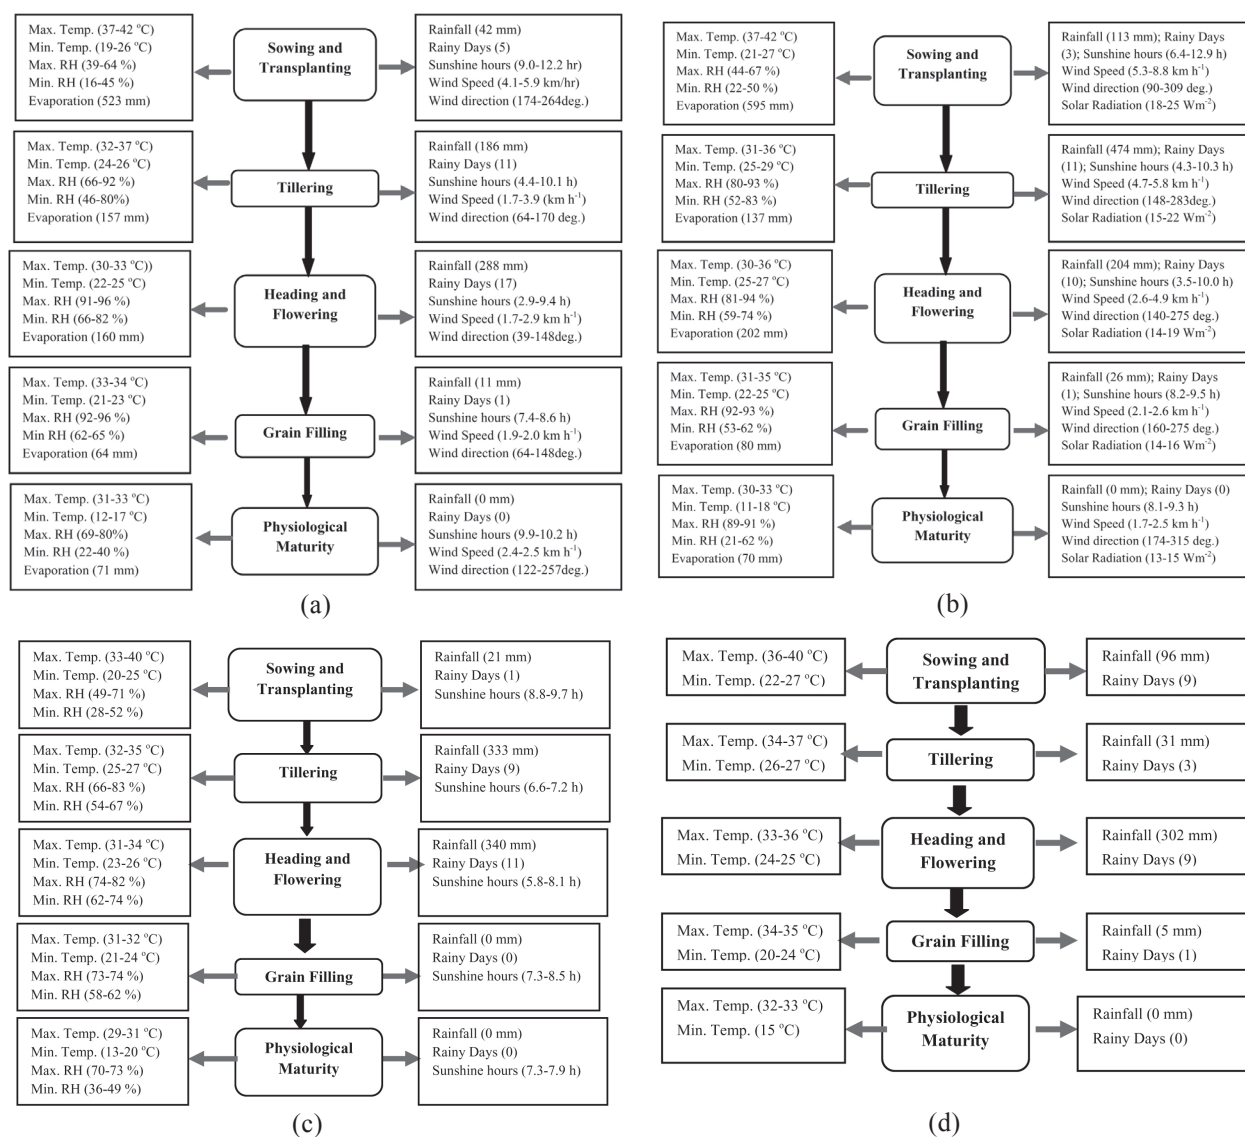 Max. Temp. (37-42 °C)
Min. Temp. (19-26 °C)
Max. RH (39-64 %)
Min. RH (16-45 %)
Evaporation (523 mm)
Sowing and
Transplanting
Rainfall (42 mm)
Rainy Days (5)
Sunshine hours (9.0-12.2 hr)
Wind Speed (4.1-5.9 km/hr)
Wind direction (174-264deg.)
Max. Temp. (32-37 °C)
Min. Temp. (24-26 °C)
Max. RH (66-92 %)
Min. RH (46-80%)
Evaporation (157 mm)
Tillering
Rainfall (186 mm)
Rainy Days (11)
Sunshine hours (4.4-10.1 h)
Wind Speed (1.7-3.9 (km h⁻¹)
Wind direction (64-170 deg.)
Max. Temp. (30-33 °C))
Min. Temp. (22-25 °C)
Max. RH (91-96 %)
Min. RH (66-82 %)
Evaporation (160 mm)
Heading and
Flowering
Rainfall (288 mm)
Rainy Days (17)
Sunshine hours (2.9-9.4 h)
Wind Speed (1.7-2.9 km h⁻¹)
Wind direction (39-148deg.)
Max. Temp. (33-34 °C)
Min. Temp. (21-23 °C)
Max. RH (92-96 %)
Min RH (62-65 %)
Evaporation (64 mm)
Grain Filling
Rainfall (11 mm)
Rainy Days (1)
Sunshine hours (7.4-8.6 h)
Wind Speed (1.9-2.0 km h⁻¹)
Wind direction (64-148deg.)
Max. Temp. (31-33 °C)
Min. Temp. (12-17 °C)
Max. RH (69-80%)
Min. RH (22-40 %)
Evaporation (71 mm)
Physiological
Maturity
Rainfall (0 mm)
Rainy Days (0)
Sunshine hours (9.9-10.2 h)
Wind Speed (2.4-2.5 km h⁻¹)
Wind direction (122-257deg.)
(a)
Max. Temp. (37-42 °C)
Min. Temp. (21-27 °C)
Max. RH (44-67 %)
Min. RH (22-50 %)
Evaporation (595 mm)
Sowing and
Transplanting
Rainfall (113 mm); Rainy Days
(3); Sunshine hours (6.4-12.9 h)
Wind Speed (5.3-8.8 km h⁻¹)
Wind direction (90-309 deg.)
Solar Radiation (18-25 Wm⁻²)
Max. Temp. (31-36 °C)
Min. Temp. (25-29 °C)
Max. RH (80-93 %)
Min. RH (52-83 %)
Evaporation (137 mm)
Tillering
Rainfall (474 mm); Rainy Days
(11); Sunshine hours (4.3-10.3 h)
Wind Speed (4.7-5.8 km h⁻¹)
Wind direction (148-283deg.)
Solar Radiation (15-22 Wm⁻²)
Max. Temp. (30-36 °C)
Min. Temp. (25-27 °C)
Max. RH (81-94 %)
Min. RH (59-74 %)
Evaporation (202 mm)
Heading and
Flowering
Rainfall (204 mm); Rainy Days
(10); Sunshine hours (3.5-10.0 h)
Wind Speed (2.6-4.9 km h⁻¹)
Wind direction (140-275 deg.)
Solar Radiation (14-19 Wm⁻²)
Max. Temp. (31-35 °C)
Min. Temp. (22-25 °C)
Max. RH (92-93 %)
Min. RH (53-62 %)
Evaporation (80 mm)
Grain Filling
Rainfall (26 mm); Rainy Days
(1); Sunshine hours (8.2-9.5 h)
Wind Speed (2.1-2.6 km h⁻¹)
Wind direction (160-275 deg.)
Solar Radiation (14-16 Wm⁻²)
Max. Temp. (30-33 °C)
Min. Temp. (11-18 °C)
Max. RH (89-91 %)
Min. RH (21-62 %)
Evaporation (70 mm)
Physiological
Maturity
Rainfall (0 mm); Rainy Days (0)
Sunshine hours (8.1-9.3 h)
Wind Speed (1.7-2.5 km h⁻¹)
Wind direction (174-315 deg.)
Solar Radiation (13-15 Wm⁻²)
(b)
Max. Temp. (33-40 °C)
Min. Temp. (20-25 °C)
Max. RH (49-71 %)
Min. RH (28-52 %)
Sowing and
Transplanting
Rainfall (21 mm)
Rainy Days (1)
Sunshine hours (8.8-9.7 h)
Max. Temp. (32-35 °C)
Min. Temp. (25-27 °C)
Max. RH (66-83 %)
Min. RH (54-67 %)
Tillering
Rainfall (333 mm)
Rainy Days (9)
Sunshine hours (6.6-7.2 h)
Max. Temp. (31-34 °C)
Min. Temp. (23-26 °C)
Max. RH (74-82 %)
Min. RH (62-74 %)
Heading and
Flowering
Rainfall (340 mm)
Rainy Days (11)
Sunshine hours (5.8-8.1 h)
Max. Temp. (31-32 °C)
Min. Temp. (21-24 °C)
Max. RH (73-74 %)
Min. RH (58-62 %)
Grain Filling
Rainfall (0 mm)
Rainy Days (0)
Sunshine hours (7.3-8.5 h)
Max. Temp. (29-31 °C)
Min. Temp. (13-20 °C)
Max. RH (70-73 %)
Min. RH (36-49 %)
Physiological
Maturity
Rainfall (0 mm)
Rainy Days (0)
Sunshine hours (7.3-7.9 h)
(c)
Max. Temp. (36-40 °C)
Min. Temp. (22-27 °C)
Sowing and
Transplanting
Rainfall (96 mm)
Rainy Days (9)
Max. Temp. (34-37 °C)
Min. Temp. (26-27 °C)
Tillering
Rainfall (31 mm)
Rainy Days (3)
Max. Temp. (33-36 °C)
Min. Temp. (24-25 °C)
Heading and
Flowering
Rainfall (302 mm)
Rainy Days (9)
Max. Temp. (34-35 °C)
Min. Temp. (20-24 °C)
Grain Filling
Rainfall (5 mm)
Rainy Days (1)
Max. Temp. (32-33 °C)
Min. Temp. (15 °C)
Physiological
Maturity
Rainfall (0 mm)
Rainy Days (0)
(d)